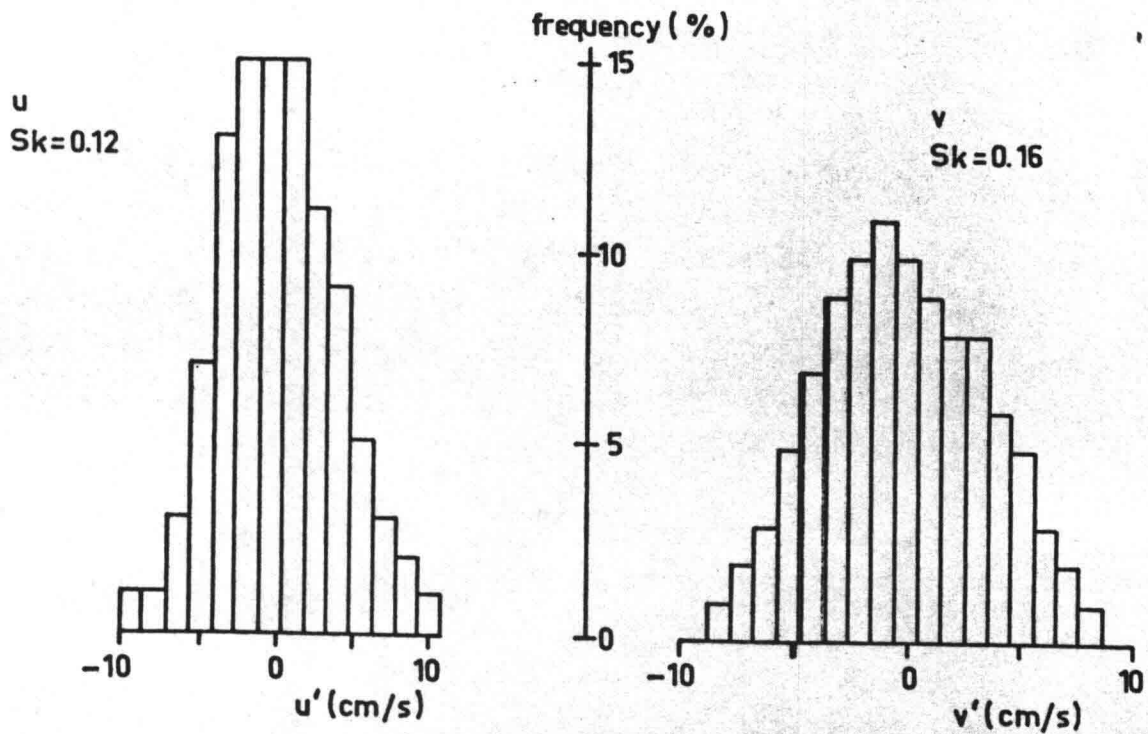 frequency (%)
15
10
5
0
u
Sk=0.12
v
Sk=0.16
-10
0
10
u' (cm/s)
-10
0
10
v' (cm/s)